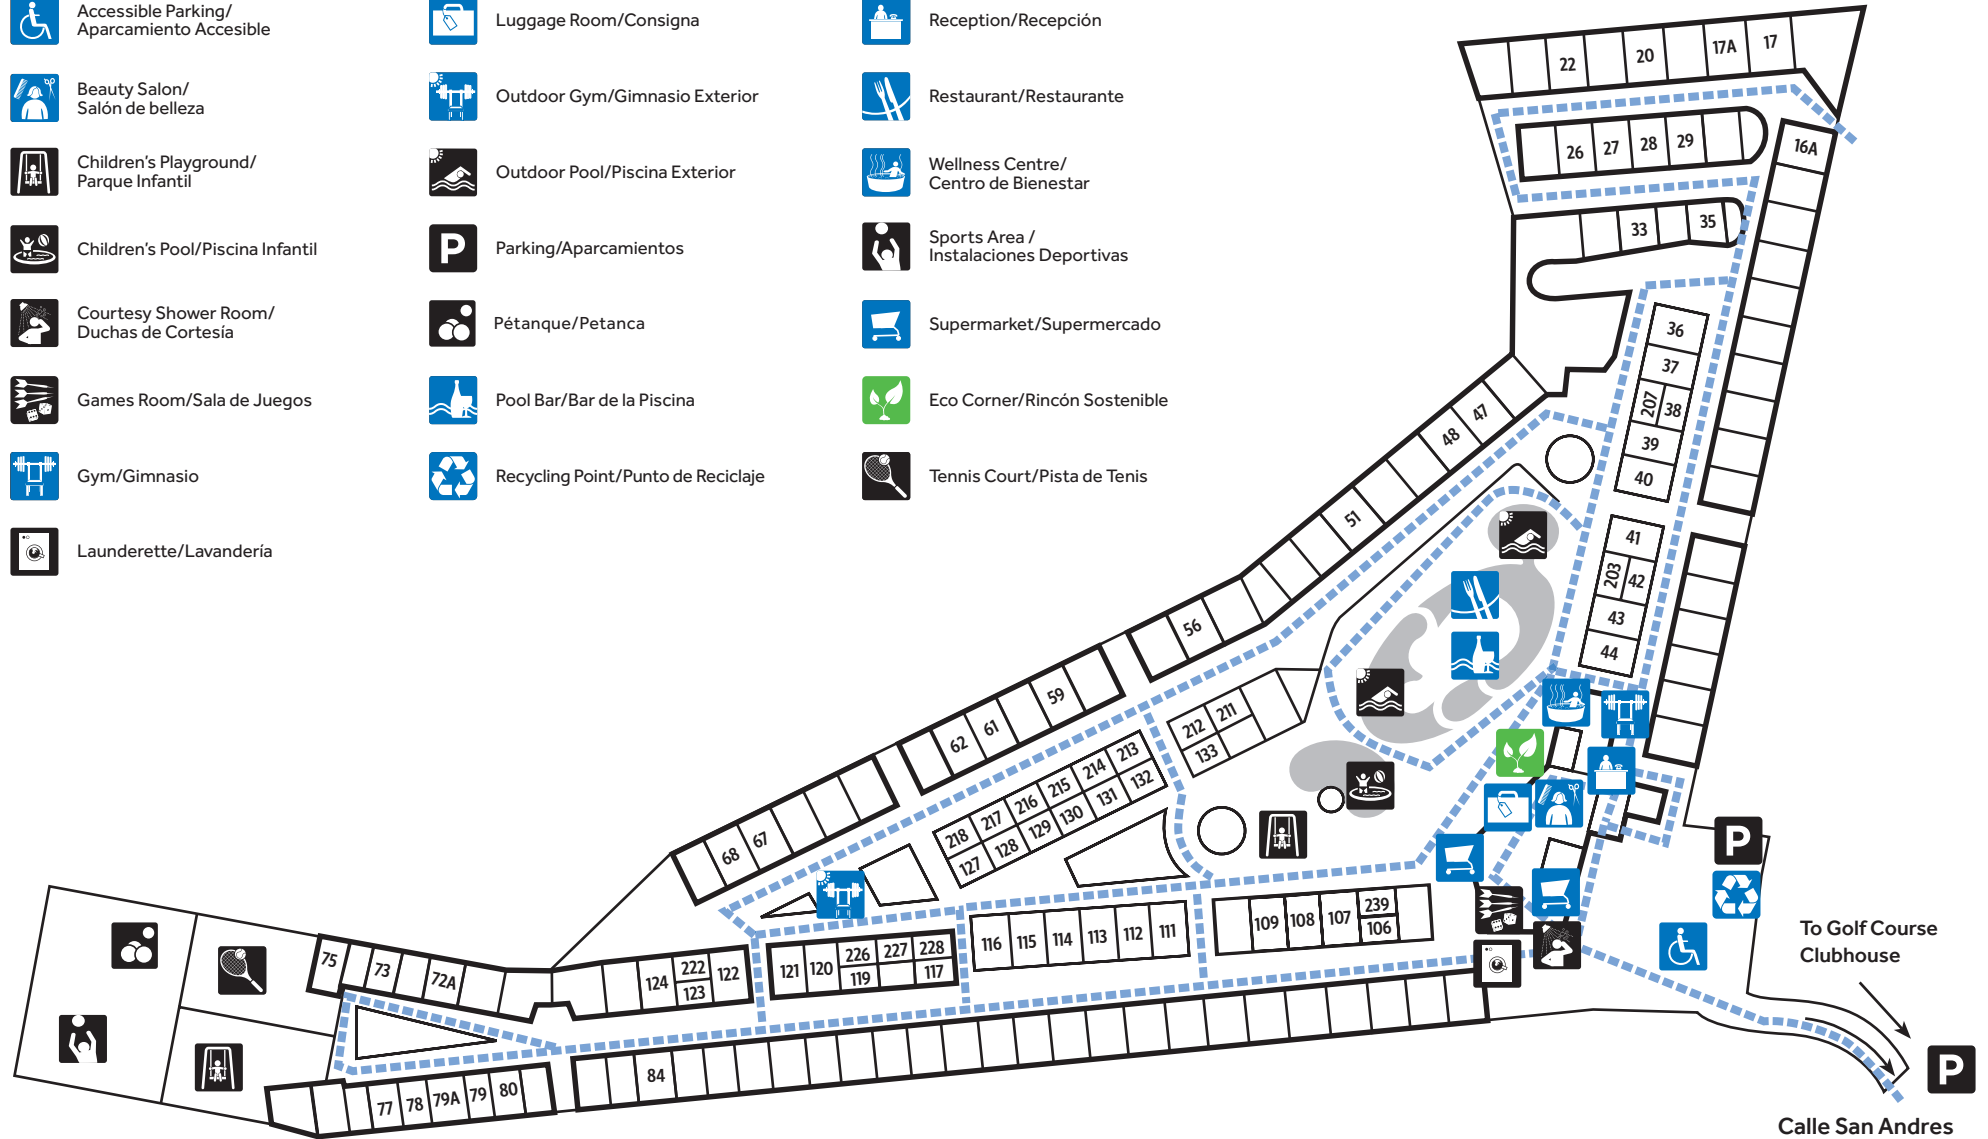 Accessible Parking/
Aparcamiento Accesible
Beauty Salon/
Salón de belleza
Children's Playground/
Parque Infantil
Children's Pool/Piscina Infantil
Courtesy Shower Room/
Duchas de Cortesía
Games Room/Sala de Juegos
Gym/Gimnasio
Launderette/Lavandería
Luggage Room/Consigna
Outdoor Gym/Gimnasio Exterior
Outdoor Pool/Piscina Exterior
P
Parking/Aparcamientos
Pétanque/Petanca
Pool Bar/Bar de la Piscina
Recycling Point/Punto de Reciclaje
Reception/Recepción
Restaurant/Restaurante
Wellness Centre/
Centro de Bienestar
Sports Area /
Instalaciones Deportivas
Supermarket/Supermercado
Eco Corner/Rincón Sostenible
Tennis Court/Pista de Tenis
22
20
17A
17
26
27
28
29
16A
33
35
36
37
207
38
39
40
41
203
42
43
44
47
48
51
56
59
61
62
67
68
212
211
133
213
214
215
216
217
218
132
131
130
129
128
127
75
73
72A
124
222
123
122
121
120
226
119
227
228
117
116
115
114
113
112
111
109
108
107
239
106
77
78
79A
79
80
84
P
To Golf Course
Clubhouse
P
Calle San Andres